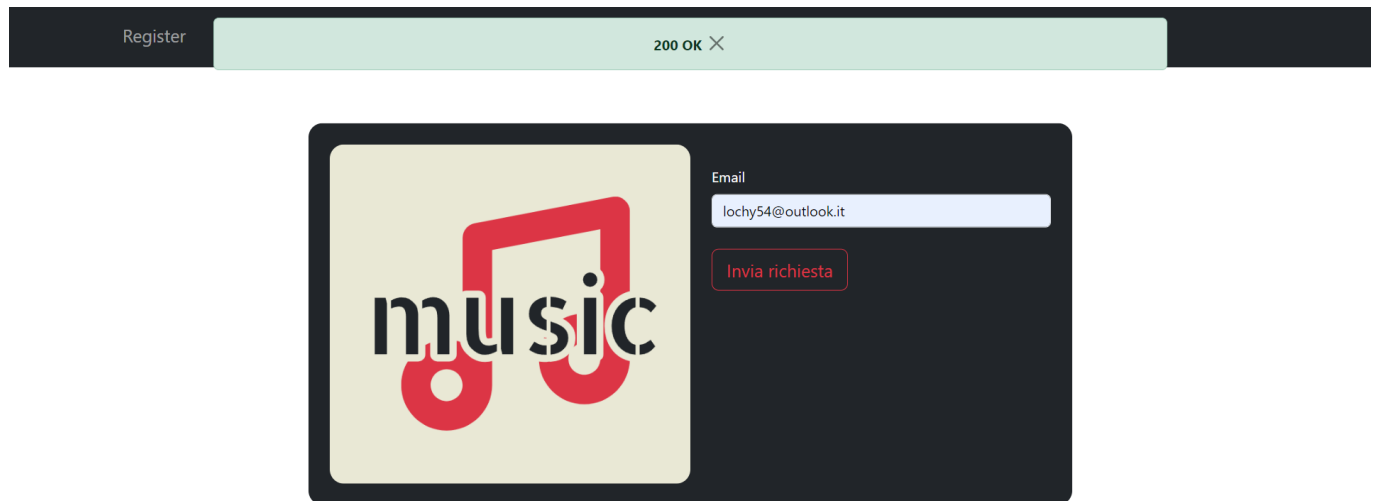 Register
200 OK
music
Email
lochy54@outlook.it
Invia richiesta